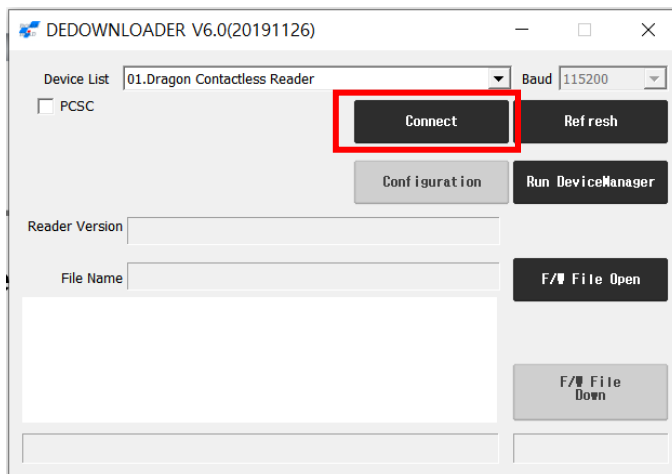 DEDOWNLOADER V6.0(20191126)
Device List 01.Dragon Contactless Reader Baud 115200
PCSC
Connect Refresh
Configuration Run DeviceManager
Reader Version
File Name F/W File Open
F/W File
Down